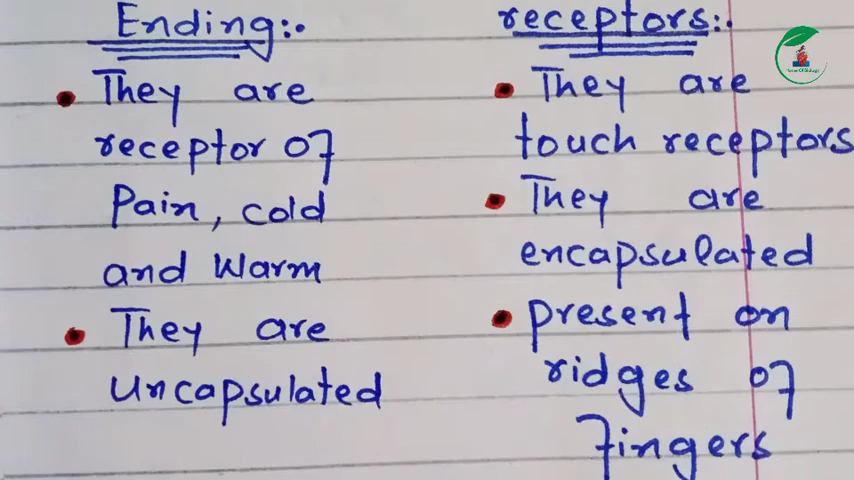 Ending:.
They are
receptor of
Pain, cold
and Warm
They are
Uncapsulated
receptors:.
They are
touch receptors
They are
encapsulated
present on
ridges of
Fingers